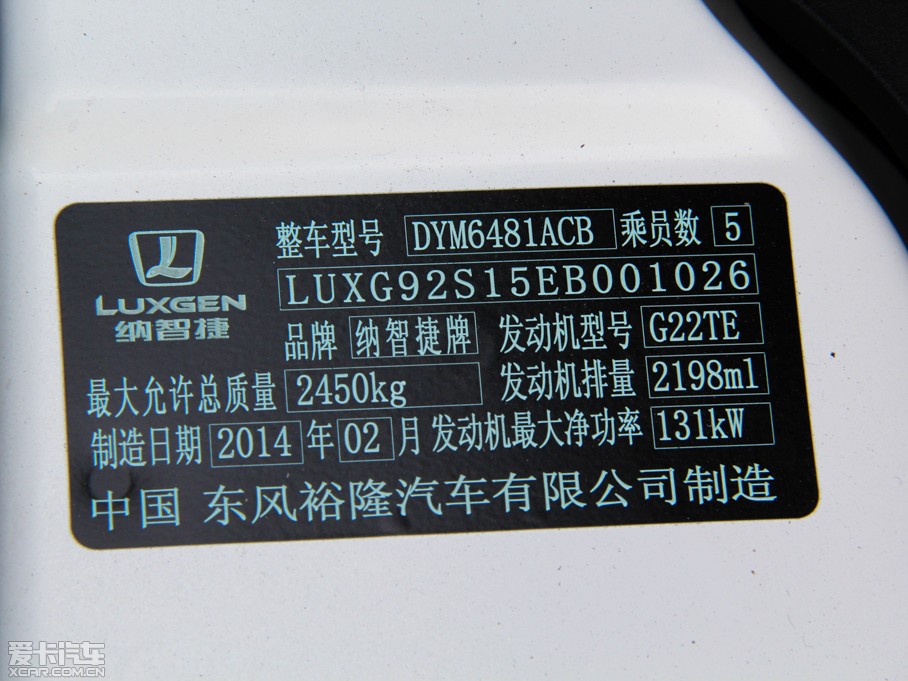 整车型号 DYM6481ACB 乘员数 5
LUXG92S15EB001026
LUXGEN
纳智捷
品牌 纳智捷牌 发动机型号 G22TE
最大允许总质量 2450kg 发动机排量 2198ml
制造日期 2014 年 02 月 发动机最大净功率 131kW
中国 东风裕隆汽车有限公司制造
爱卡汽车
XCAR.COM.CN